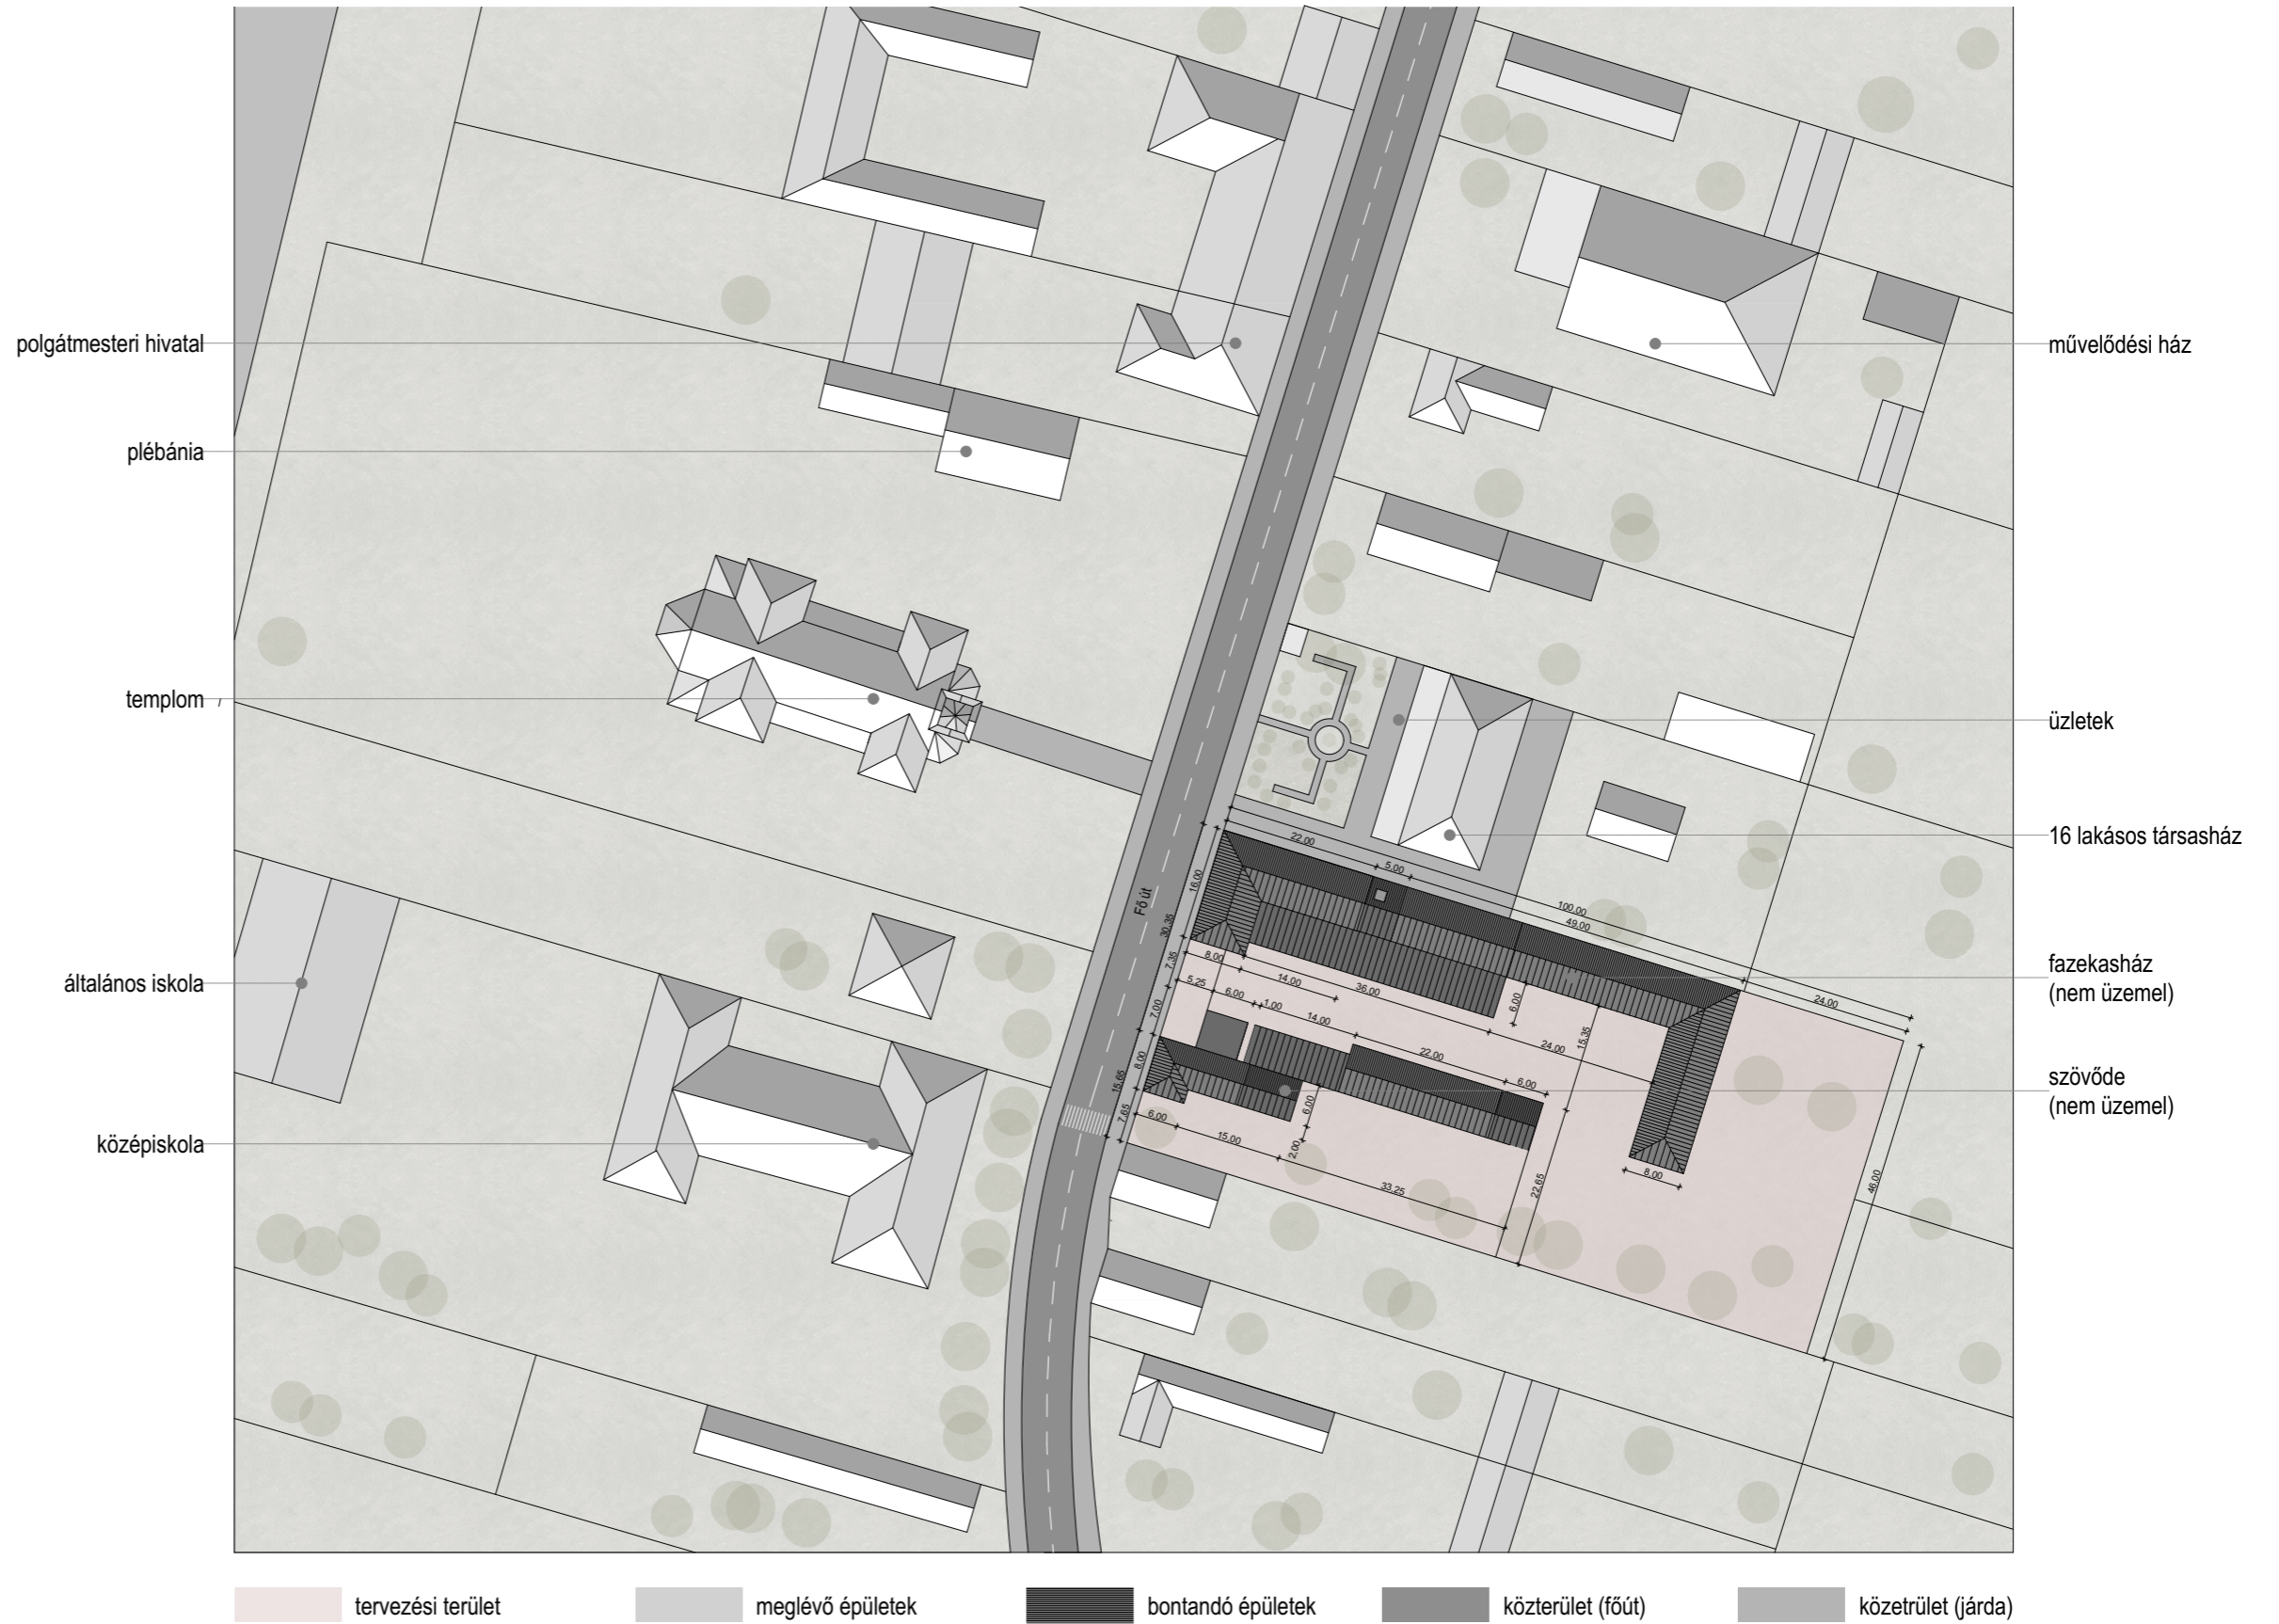 polgátmesteri hivatal
plébánia
templom
általános iskola
középiskola
művelődési ház
üzletek
16 lakásos társasház
fazekasház
(nem üzemel)
szövőde
(nem üzemel)
Fő út
22,00
5,00
100,00
49,00
24,00
16,00
30,35
7,35
8,00
14,00
36,00
6,00
5,25
6,00
1,00
14,00
24,00
15,35
7,00
22,00
6,00
8,00
15,65
7,65
6,00
15,00
6,00
2,00
33,25
22,65
8,00
46,00
tervezési terület
meglévő épületek
bontandó épületek
közterület (főút)
közetrület (járda)